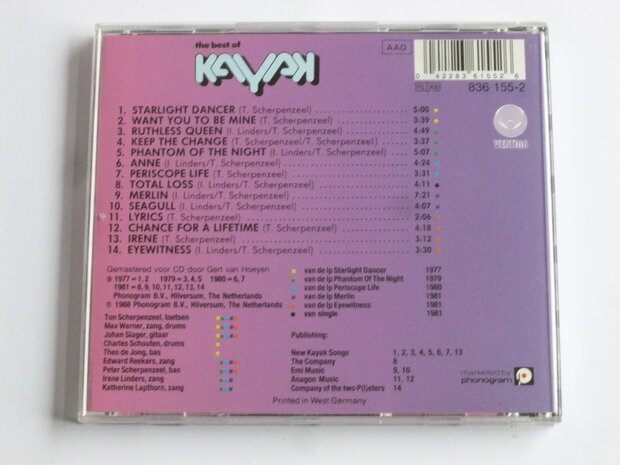 the best of
KAYAK
AAD
0 42283 61552 6
PG 900
836 155-2
1. STARLIGHT DANCER (T. Scherpenzeel) 5:00
2. WANT YOU TO BE MINE (T. Scherpenzeel) 3:39
3. RUTHLESS QUEEN (I. Linders/T. Scherpenzeel) 4:49
4. KEEP THE CHANGE (T. Scherpenzeel/T. Scherpenzeel) 3:37
5. PHANTOM OF THE NIGHT (I. Linders/T. Scherpenzeel) 5:07
6. ANNE (I. Linders/T. Scherpenzeel) 4:24
7. PERISCOPE LIFE (I. Linders/T. Scherpenzeel) 3:31
8. TOTAL LOSS (I. Linders/T. Scherpenzeel) 4:11
9. MERLIN (I. Linders/T. Scherpenzeel) 7:21
10. SEAGULL (I. Linders/T. Scherpenzeel) 4:07
11. LYRICS (T. Scherpenzeel) 2:06
12. CHANCE FOR A LIFETIME (T. Scherpenzeel) 4:18
13. IRENE (T. Scherpenzeel) 3:12
14. EYEWITNESS (I. Linders/T. Scherpenzeel) 3:30
VERTIGO
Gemasterd voor CD door Gert van Hoeyen
℗ 1977 = 1, 2 1979 = 3, 4, 5 1980 = 6, 7
1981 = 8, 9, 10, 11, 12, 13, 14
Phonogram B.V., Hilversum, The Netherlands
© 1988 Phonogram B.V., Hilversum, The Netherlands
van de lp Starlight Dancer 1977
van de lp Phantom Of The Night 1979
van de lp Periscope Life 1980
van de lp Merlin 1981
van de lp Eyewitness 1981
van single 1981
Ton Scherpenzeel, toetsen
Max Werner, zang, drums
Johan Slager, gitaar
Charles Schouten, drums
Theo de Jong, bas
Edward Reekers, zang
Peter Scherpenzeel, bas
Irene Linders, zang
Katherine Lapthorn, zang
Publishing:
New Kayak Songs 1, 2, 3, 4, 5, 6, 7, 13
The Company 8
Emi Music 9, 10
Anagon Music 11, 12
Company of the two P(i)eters 14
marketed by
phonogram
Printed in West Germany